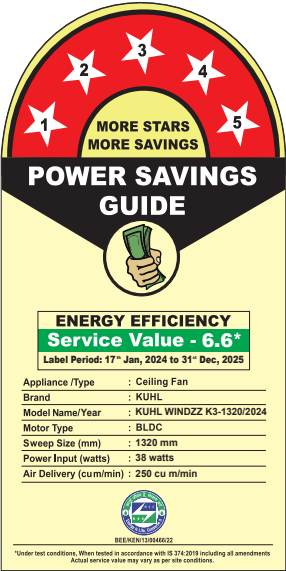 1 2 3 4 5
MORE STARS
MORE SAVINGS
POWER SAVINGS
GUIDE
ENERGY EFFICIENCY
Service Value - 6.6*
Label Period: 17th Jan, 2024 to 31st Dec, 2025
Appliance /Type : Ceiling Fan
Brand : KUHL
Model Name/Year : KUHL WINDZZ K3-1320/2024
Motor Type : BLDC
Sweep Size (mm) : 1320 mm
Power Input (watts) : 38 watts
Air Delivery (cu m/min) : 250 cu m/min
BEE/KEN/13/00466/22
*Under test conditions, When tested in accordance with IS 374:2019 including all amendments
Actual service value may vary as per site conditions.